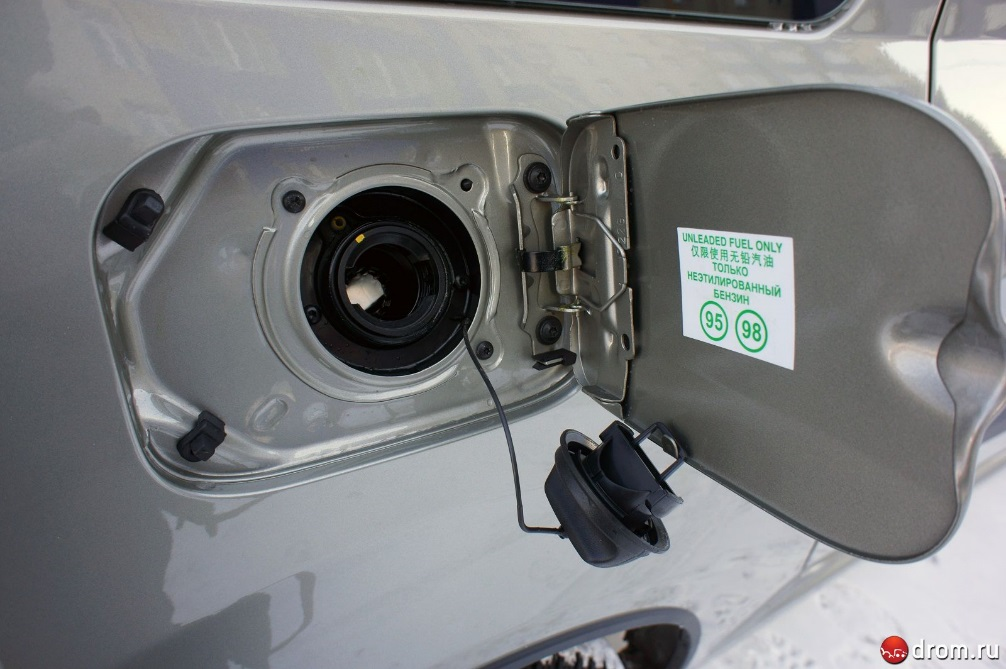 UNLEADED FUEL ONLY
仅限使用无铅汽油
ТОЛЬКО
НЕЭТИЛИРОВАННЫЙ
БЕНЗИН
95 98
drom.ru